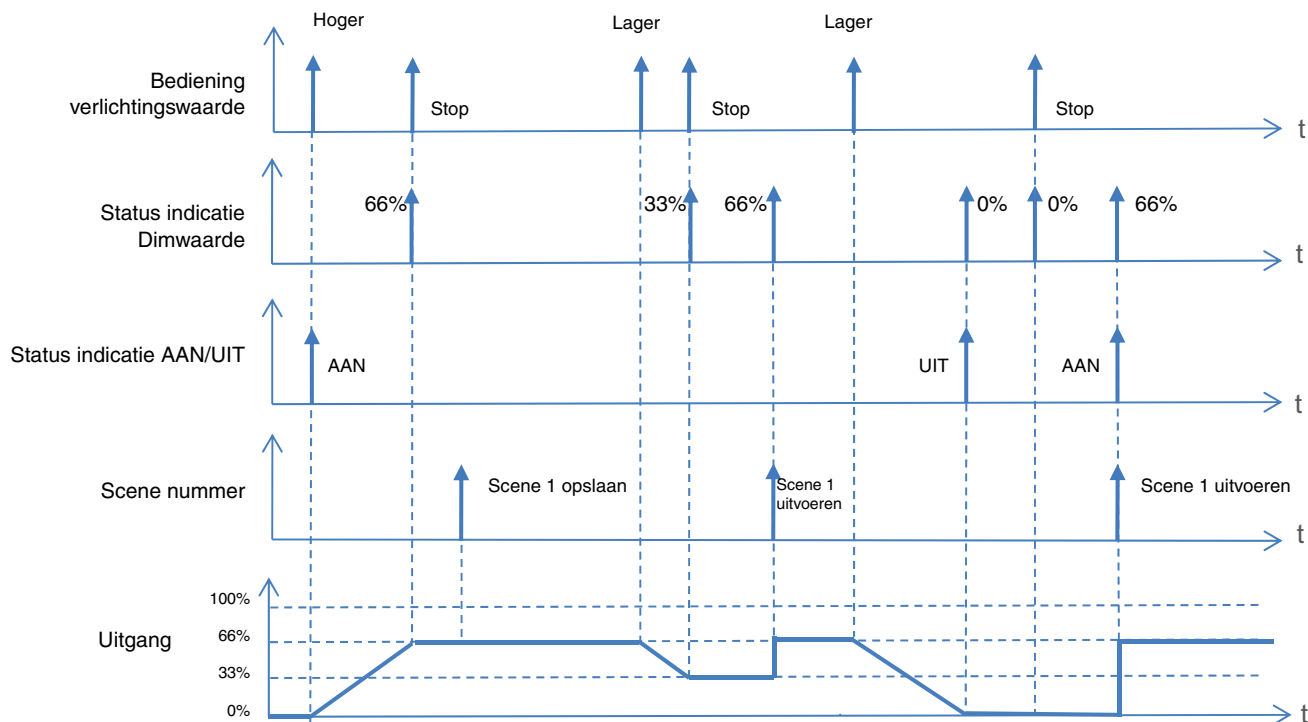 Hoger
Lager
Lager
Bediening
verlichtingswaarde
Stop
Stop
Stop
t
Status indicatie
Dimwaarde
66%
33%
66%
0%
0%
66%
t
Status indicatie AAN/UIT
AAN
UIT
AAN
t
Scene nummer
Scene 1 opslaan
Scene 1
uitvoeren
Scene 1 uitvoeren
t
Uitgang
100%
66%
33%
0%
t